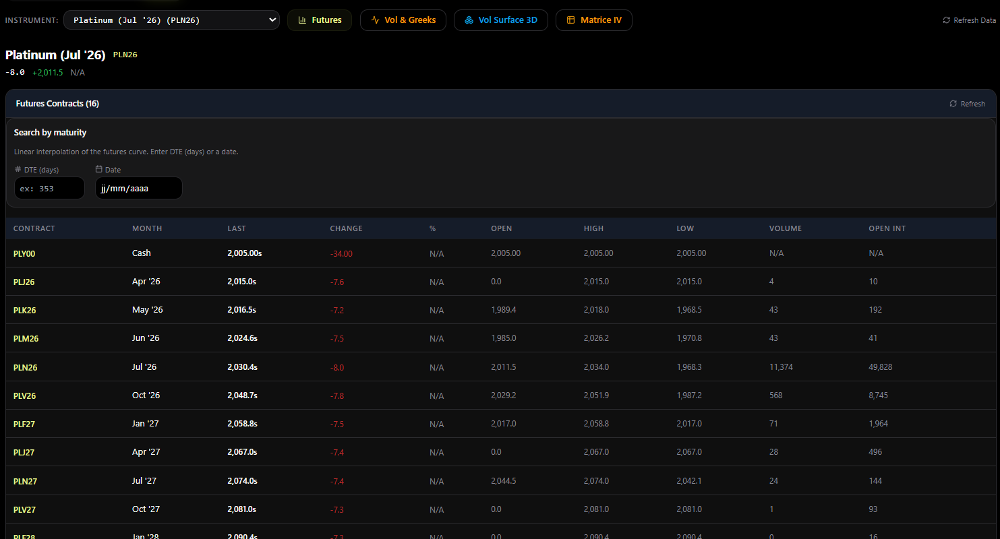 INSTRUMENT: Platinum (Jul '26) (PLN26) Futures Vol & Greeks Vol Surface 3D Matrice IV Refresh Data
Platinum (Jul '26) PLN26
-8.0 +2,011.5 N/A
Futures Contracts (16) Refresh
Search by maturity
Linear interpolation of the futures curve. Enter DTE (days) or a date.
# DTE (days) Date
ex: 353 jj/mm/aaaa
CONTRACT MONTH LAST CHANGE % OPEN HIGH LOW VOLUME OPEN INT
PLY00 Cash 2,005.00s -34.00 N/A 2,005.00 2,005.00 2,005.00 N/A N/A
PLJ26 Apr '26 2,015.0s -7.6 N/A 0.0 2,015.0 2,015.0 4 10
PLK26 May '26 2,016.5s -7.2 N/A 1,989.4 2,018.0 1,968.5 43 192
PLM26 Jun '26 2,024.6s -7.5 N/A 1,985.0 2,026.2 1,970.8 43 41
PLN26 Jul '26 2,030.4s -8.0 N/A 2,011.5 2,034.0 1,968.3 11,374 49,828
PLV26 Oct '26 2,048.7s -7.8 N/A 2,029.2 2,051.9 1,987.2 568 8,745
PLF27 Jan '27 2,058.8s -7.5 N/A 2,017.0 2,058.8 2,017.0 71 1,964
PLJ27 Apr '27 2,067.0s -7.4 N/A 0.0 2,067.0 2,067.0 28 496
PLN27 Jul '27 2,074.0s -7.4 N/A 2,044.5 2,074.0 2,042.1 24 144
PLV27 Oct '27 2,081.0s -7.3 N/A 0.0 2,081.0 2,081.0 1 93
PLF28 Jan '28 2,090.4s -7.3 N/A 0.0 2,090.4 2,090.4 0 16